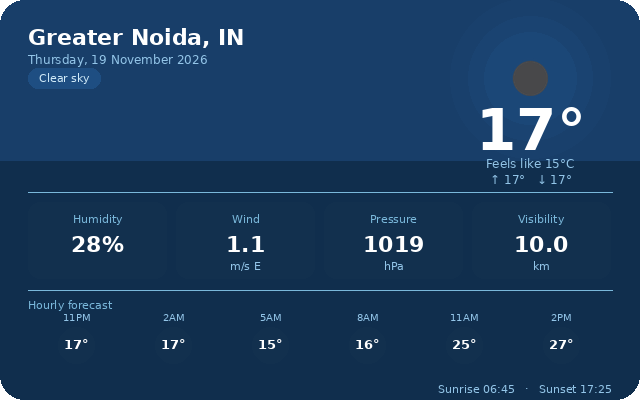 Greater Noida, IN
Thursday, 19 November 2026
Clear sky
17°
Feels like 15°C
↑ 17° ↓ 17°
Humidity Wind Pressure Visibility
28% 1.1 1019 10.0
m/s E hPa km
Hourly forecast
11PM 2AM 5AM 8AM 11AM 2PM
17° 17° 15° 16° 25° 27°
Sunrise 06:45 · Sunset 17:25